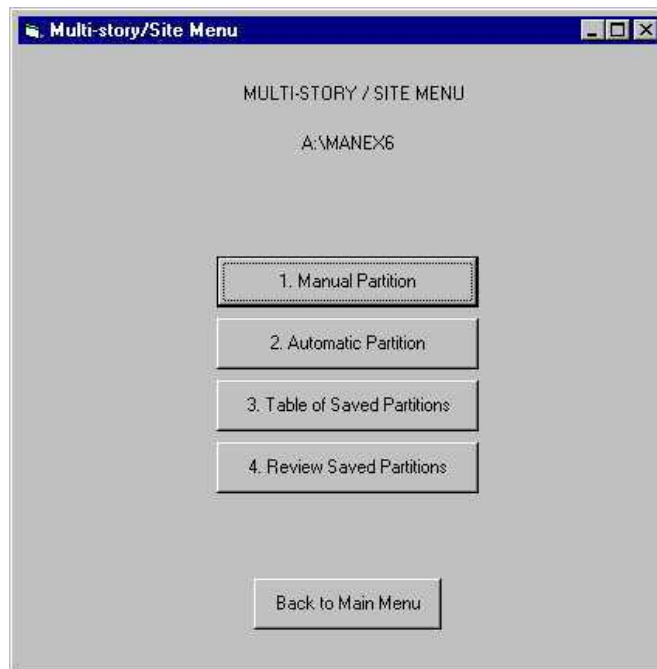 Multi-story/Site Menu
MULTI-STORY / SITE MENU
A:\MANEX6
1. Manual Partition
2. Automatic Partition
3. Table of Saved Partitions
4. Review Saved Partitions
Back to Main Menu